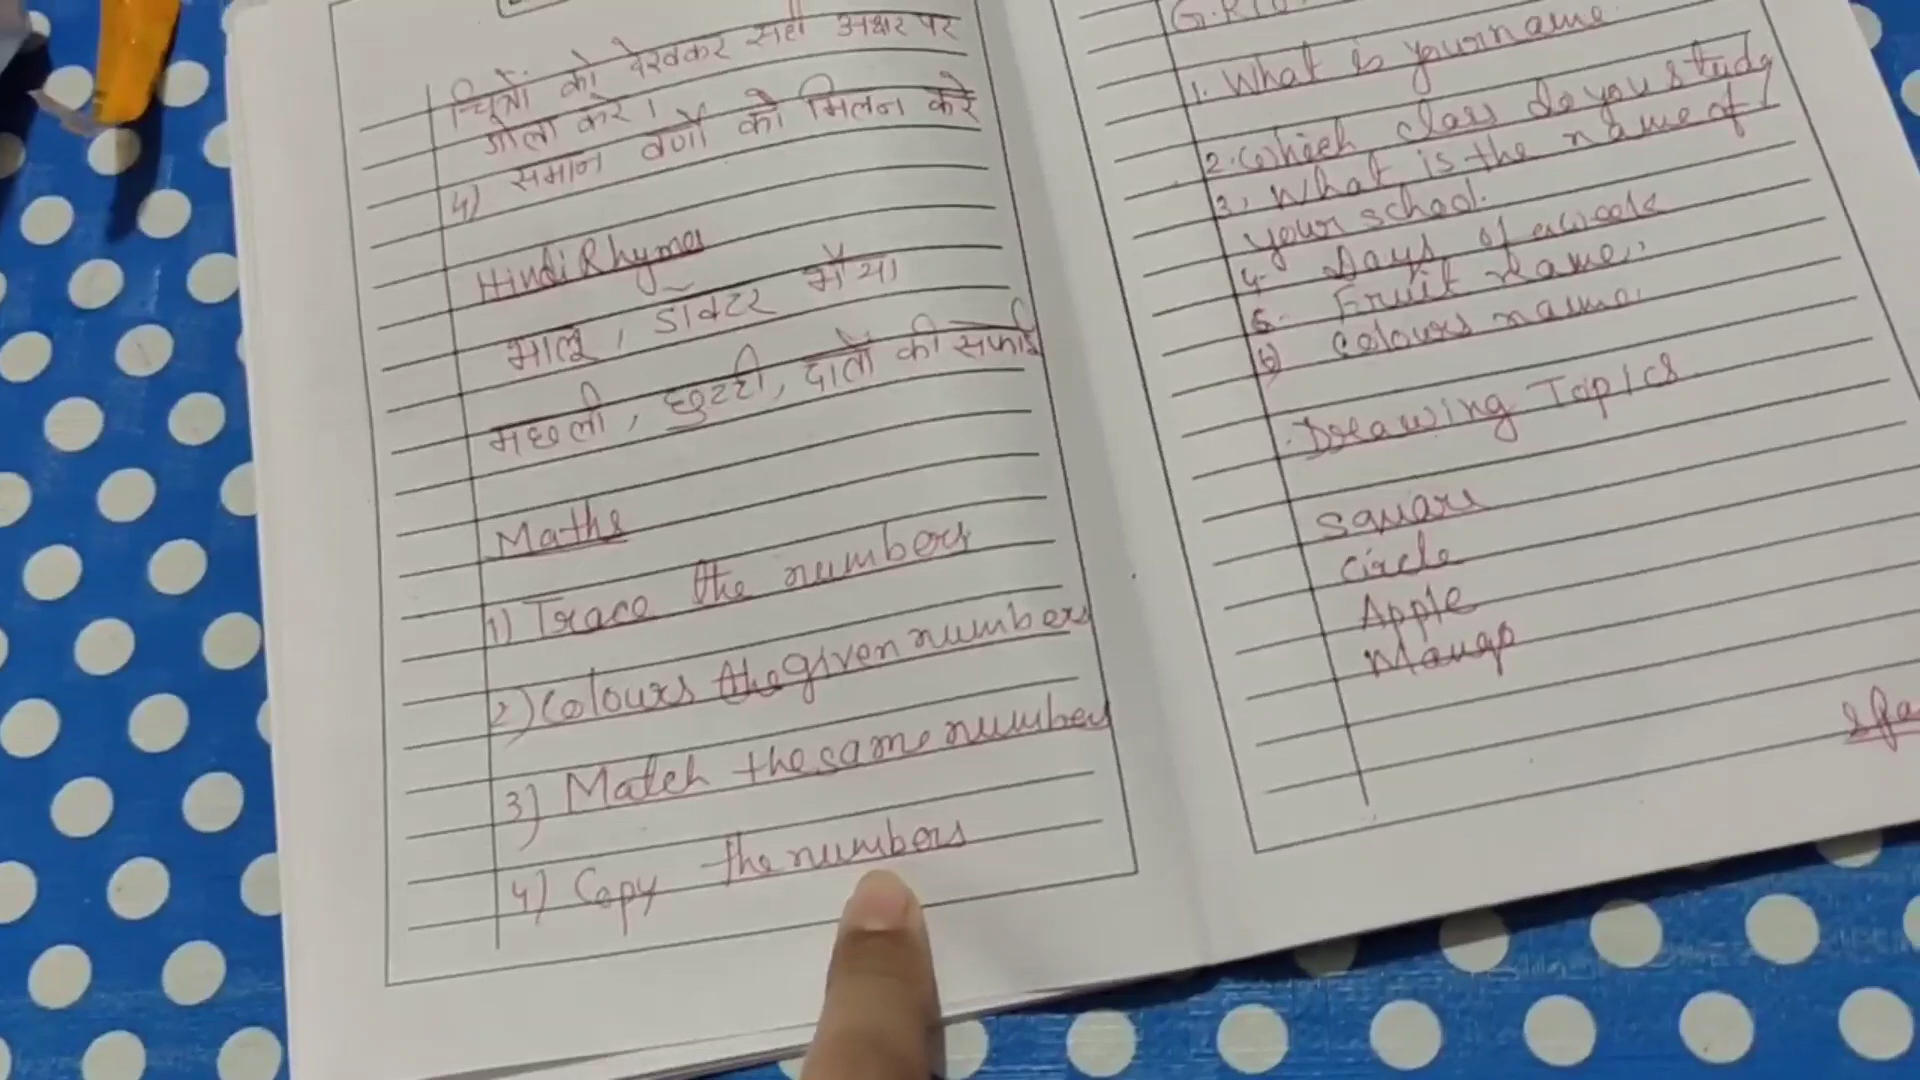 चित्रों को देखकर सही अक्षर पर
गोला करे ।
4) समान वर्णों को मिलन करे
Hindi Rhymes
भालू, डॉक्टर भैया
मछली, छुटटी, दातों की सफाई
Maths
1) Trace the numbers
2) Colours the given numbers
3) Match the same number
4) Copy the numbers
1. What is your name
2. Which class do you study
3, What is the name of
your school.
4. Days of a week
5. Fruit name.
6) Colours name.
Drawing Topics
Square
Circle
Apple
Mango